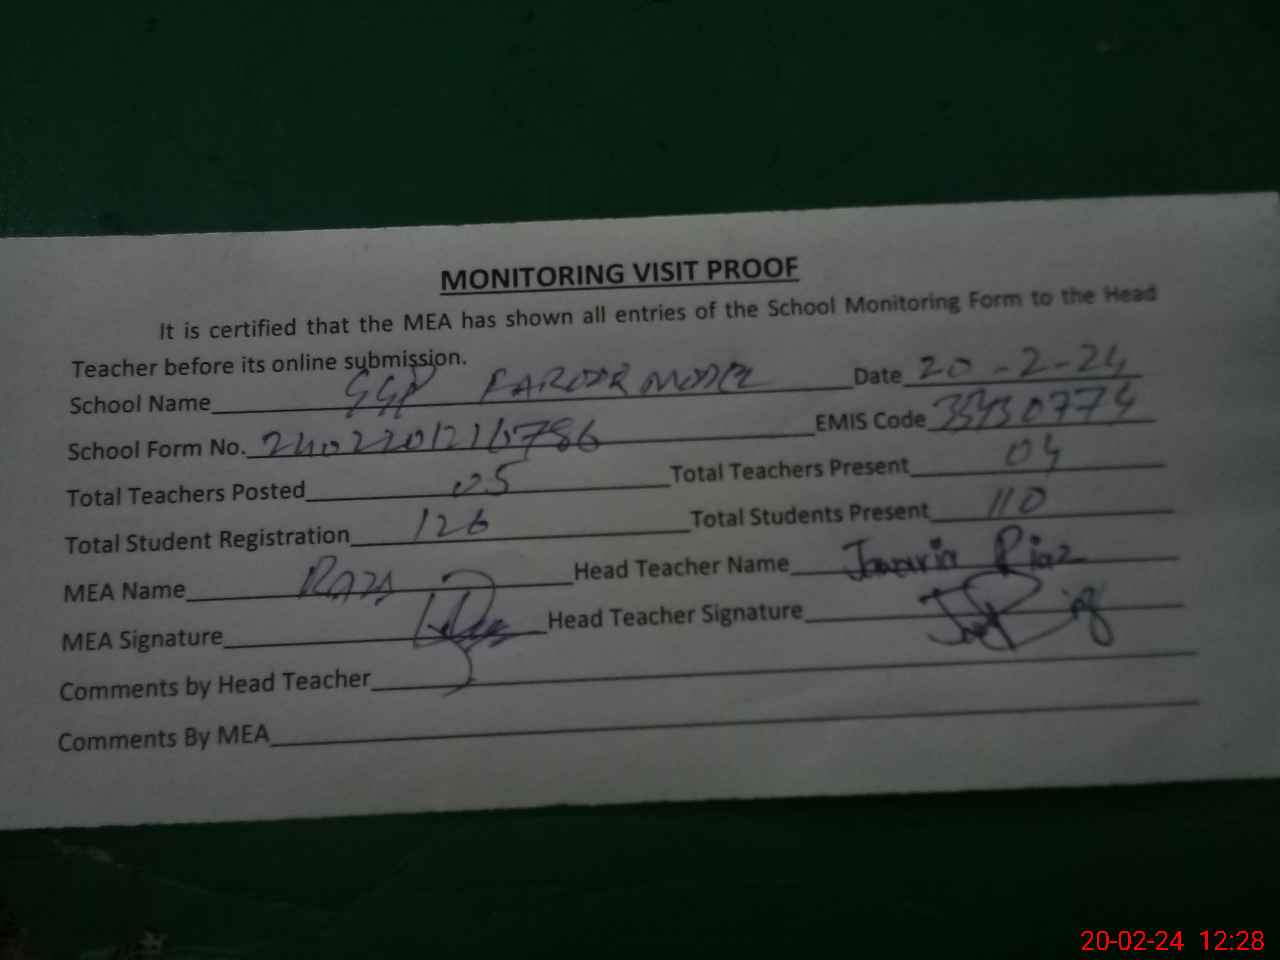 MONITORING VISIT PROOF
It is certified that the MEA has shown all entries of the School Monitoring Form to the Head
Teacher before its online submission.
School Name GGP Date 20-2-24
School Form No. EMIS Code 35430774
Total Teachers Posted 05 Total Teachers Present 04
Total Student Registration 126 Total Students Present 110
MEA Name RAZA Head Teacher Name Javaria Riaz
MEA Signature Head Teacher Signature
Comments by Head Teacher
Comments By MEA
20-02-24 12:28